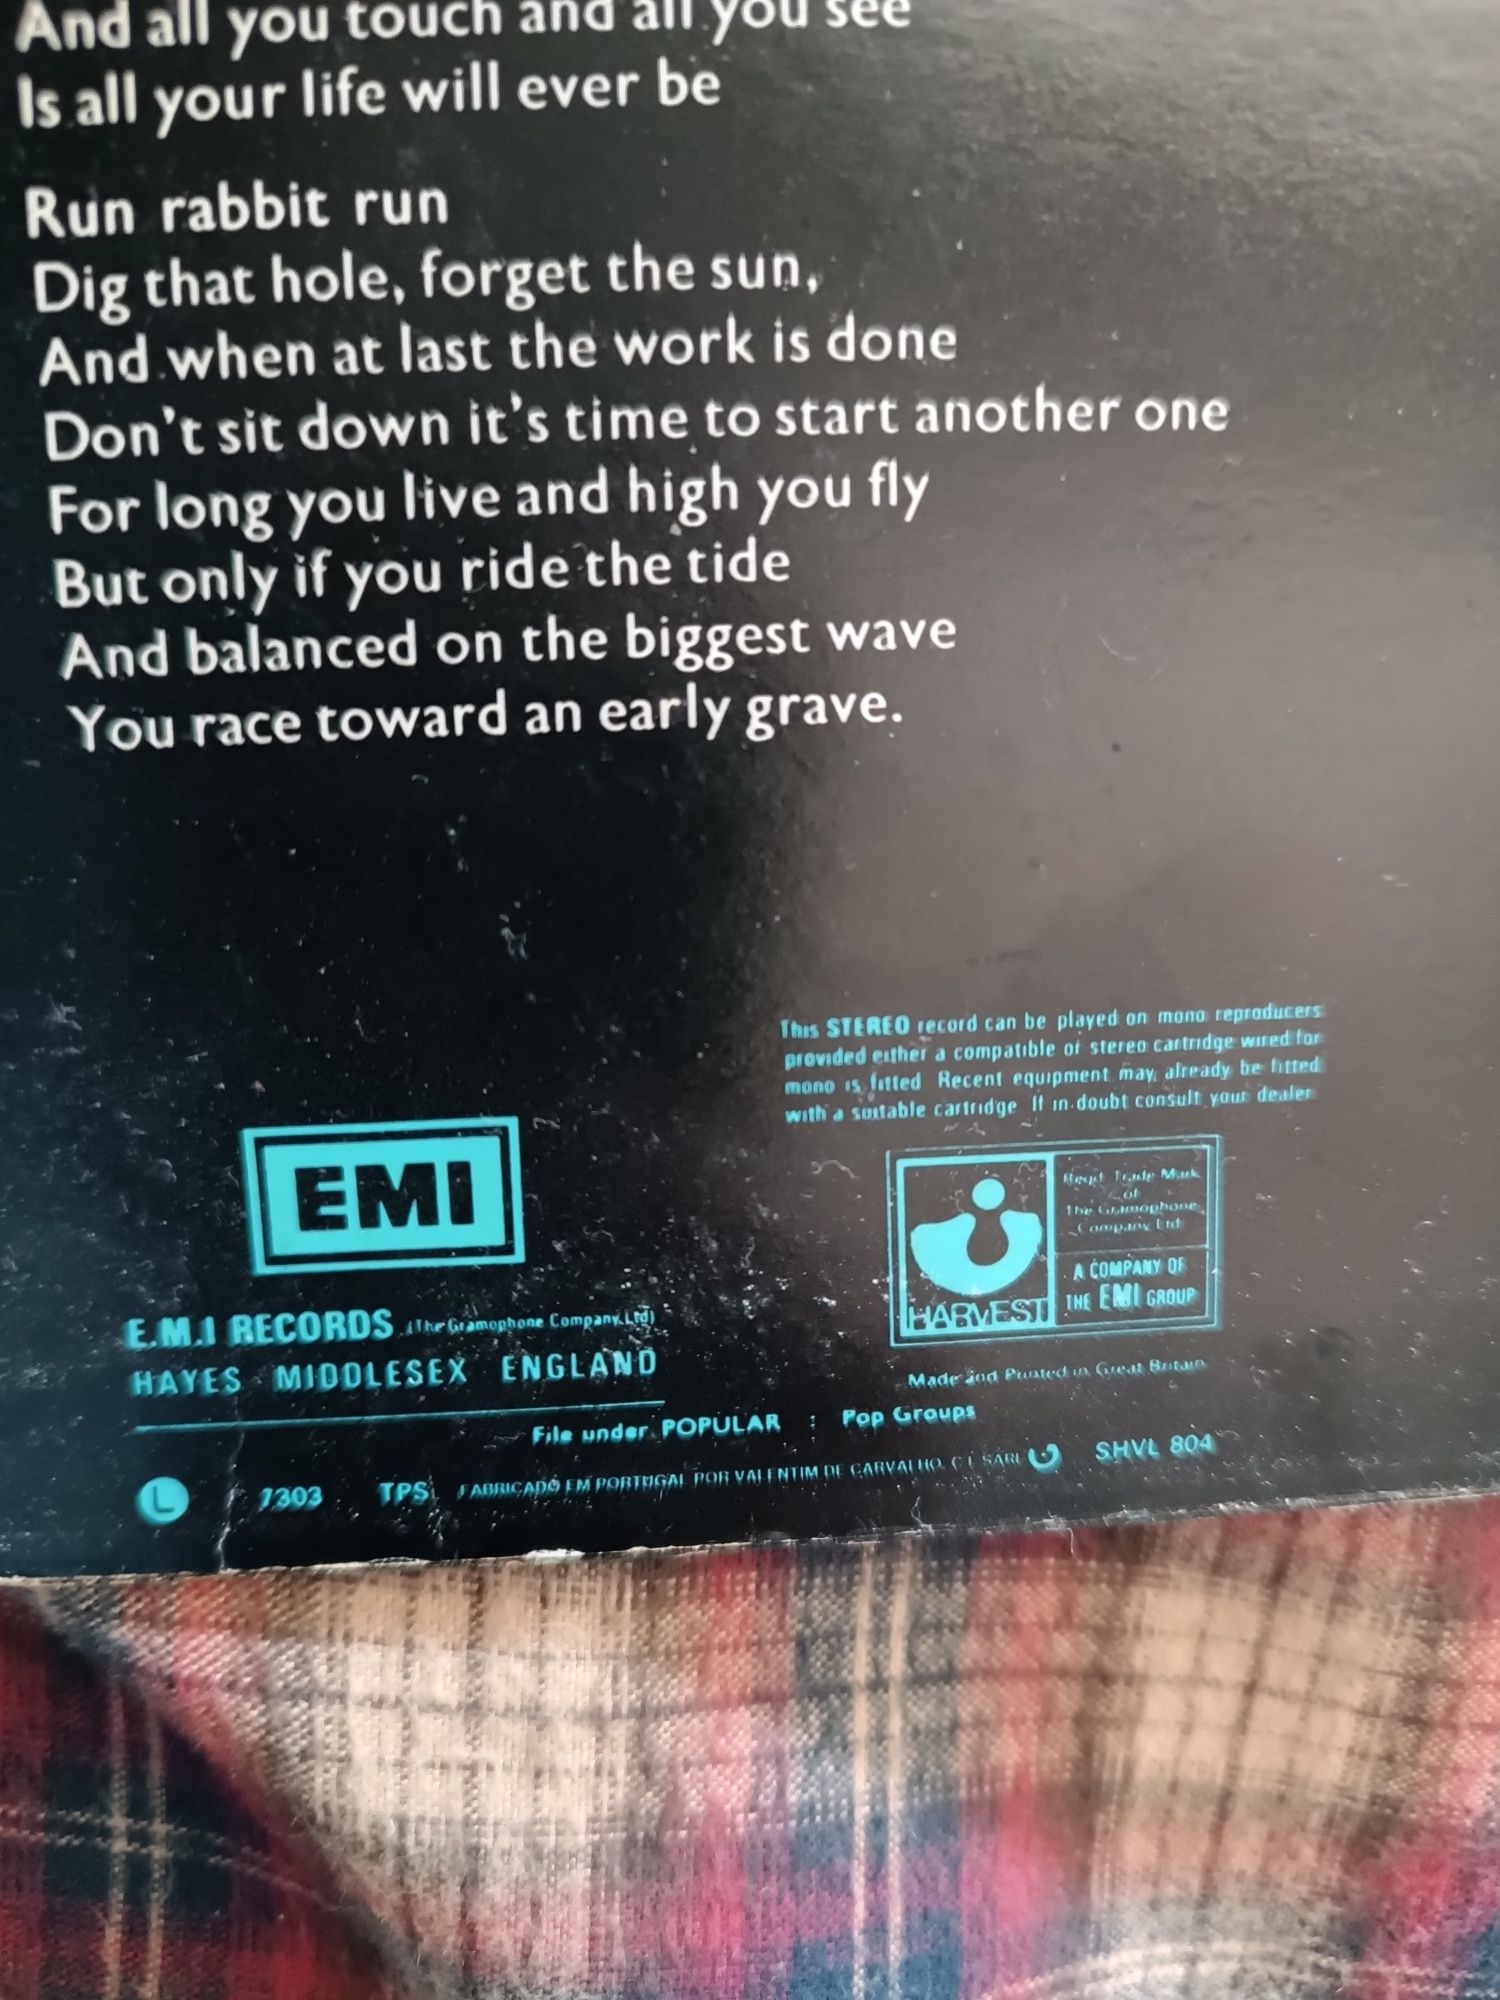 And all you touch and all you see
Is all your life will ever be
Run rabbit run
Dig that hole, forget the sun,
And when at last the work is done
Don't sit down it's time to start another one
For long you live and high you fly
But only if you ride the tide
And balanced on the biggest wave
You race toward an early grave.
This STEREO record can be played on mono reproducers
provided either a compatible or stereo cartridge wired for
mono is fitted Recent equipment may already be fitted
with a suitable cartridge If in doubt consult your dealer
EMI
E.M.I RECORDS (The Gramophone Company Ltd)
HAYES MIDDLESEX ENGLAND
HARVEST
Regd Trade Mark
of
The Gramophone
Company Ltd
A COMPANY OF
THE EMI GROUP
Made and Printed in Great Britain
File under POPULAR : Pop Groups
L 7303 TPS FABRICADO EM PORTUGAL POR VALENTIM DE CARVALHO, C I SARL SHVL 804